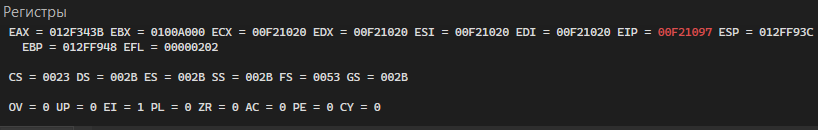 Регистры
EAX = 012F343B EBX = 0100A000 ECX = 00F21020 EDX = 00F21020 ESI = 00F21020 EDI = 00F21020 EIP = 00F21097 ESP = 012FF93C
EBP = 012FF948 EFL = 00000202
CS = 0023 DS = 002B ES = 002B SS = 002B FS = 0053 GS = 002B
OV = 0 UP = 0 EI = 1 PL = 0 ZR = 0 AC = 0 PE = 0 CY = 0